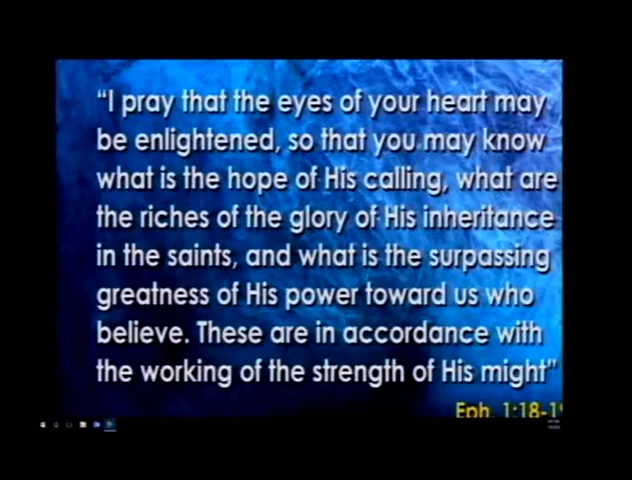 “I pray that the eyes of your heart may
be enlightened, so that you may know
what is the hope of His calling, what are
the riches of the glory of His inheritance
in the saints, and what is the surpassing
greatness of His power toward us who
believe. These are in accordance with
the working of the strength of His might”
Eph. 1:18-1